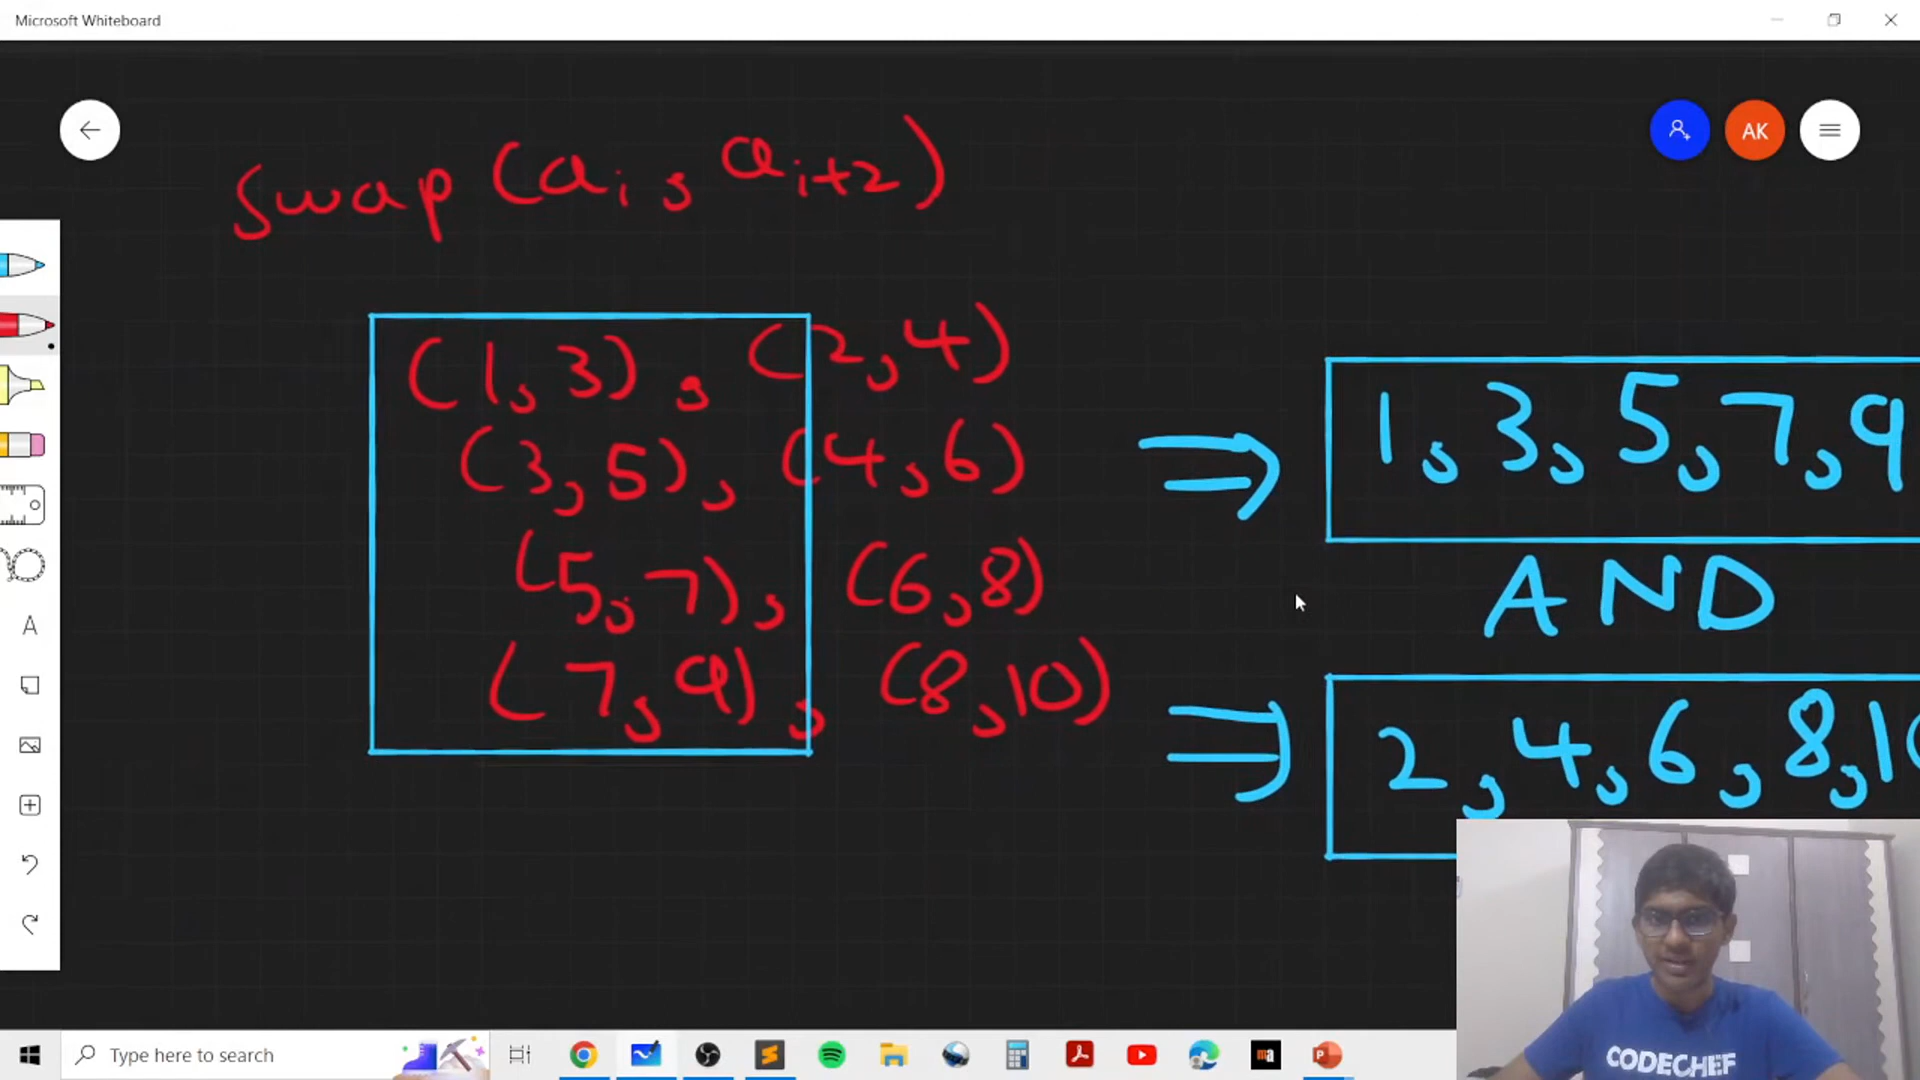 Microsoft Whiteboard
Swap (ai, ai+2)
AK
(1, 3), (2, 4)
(3, 5), (4, 6)
(5, 7), (6, 8)
(7, 9), (8, 10)
⇒ 1, 3, 5, 7, 9
AND
⇒ 2, 4, 6, 8, 10
A
CODECHEF
Type here to search
ma